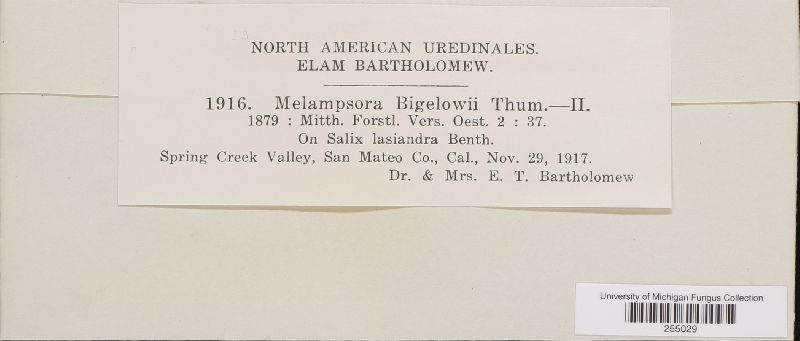 NORTH AMERICAN UREDINALES.
ELAM BARTHOLOMEW.
1916. Melampsora Bigelowii Thum.—II.
1879 : Mitth. Forstl. Vers. Oest. 2 : 37.
On Salix lasiandra Benth.
Spring Creek Valley, San Mateo Co., Cal., Nov. 29, 1917.
Dr. & Mrs. E. T. Bartholomew
University of Michigan Fungus Collection
255029